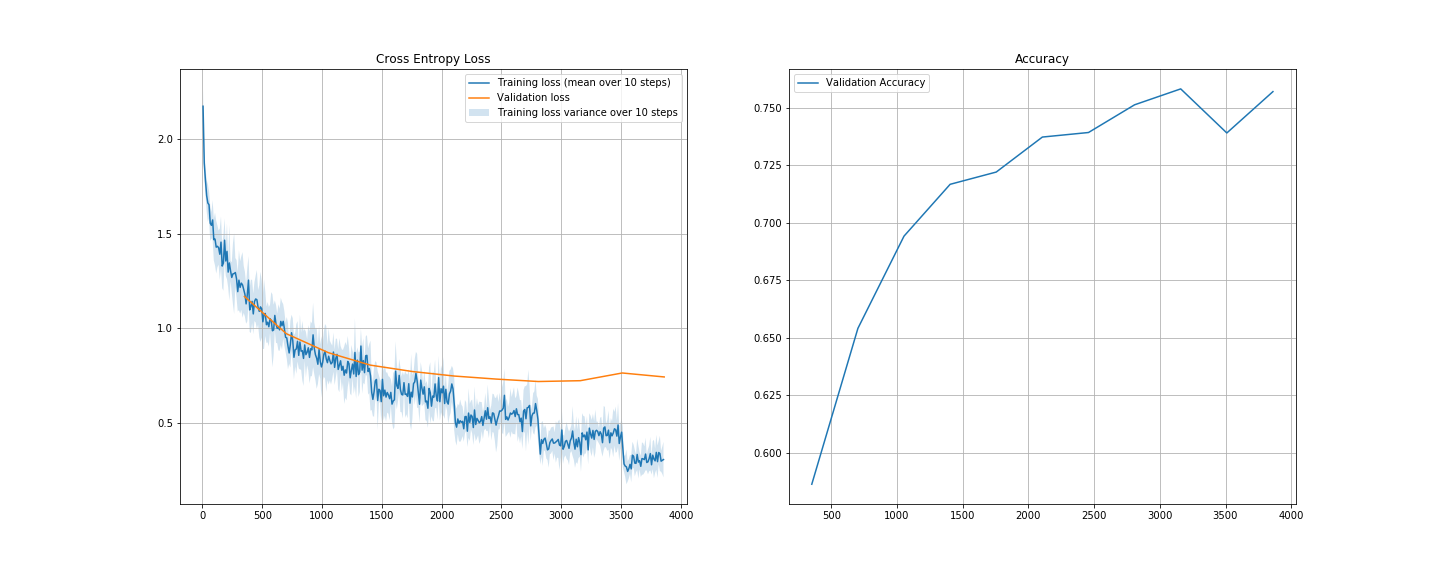 Cross Entropy Loss
Training loss (mean over 10 steps)
Validation loss
Training loss variance over 10 steps
2.0
1.5
1.0
0.5
0 500 1000 1500 2000 2500 3000 3500 4000
Accuracy
Validation Accuracy
0.750
0.725
0.700
0.675
0.650
0.625
0.600
500 1000 1500 2000 2500 3000 3500 4000